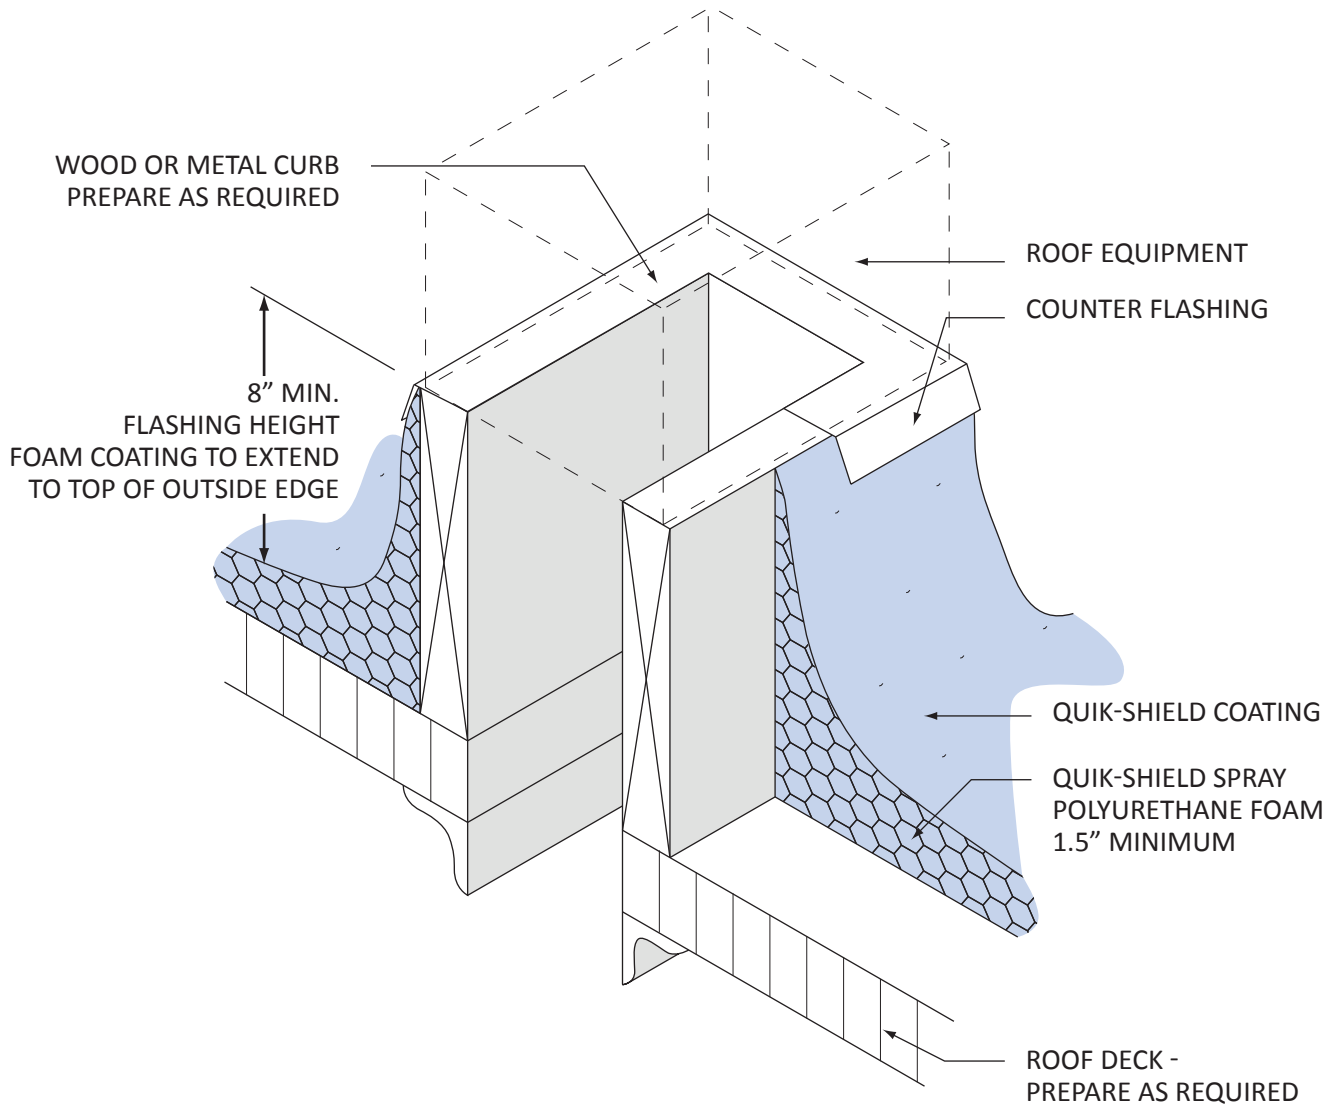 WOOD OR METAL CURB
PREPARE AS REQUIRED
ROOF EQUIPMENT
COUNTER FLASHING
8” MIN.
FLASHING HEIGHT
FOAM COATING TO EXTEND
TO TOP OF OUTSIDE EDGE
QUIK-SHIELD COATING
QUIK-SHIELD SPRAY
POLYURETHANE FOAM
1.5” MINIMUM
ROOF DECK -
PREPARE AS REQUIRED